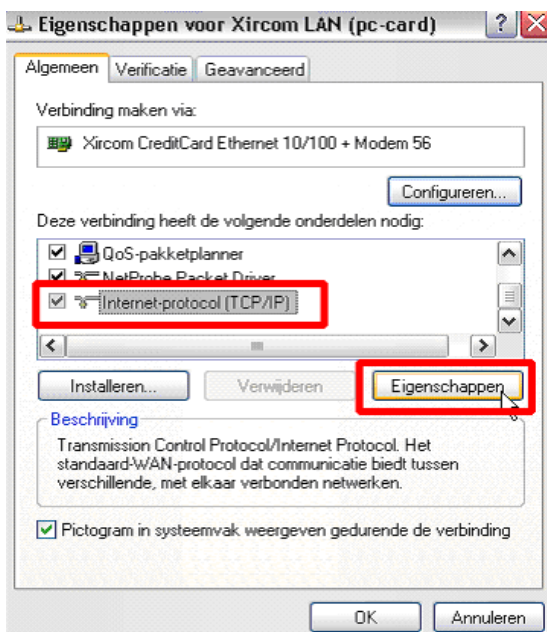 Eigenschappen voor Xircom LAN (pc-card)
Algemeen Verificatie Geavanceerd
Verbinding maken via:
Xircom CreditCard Ethernet 10/100 + Modem 56
Configureren...
Deze verbinding heeft de volgende onderdelen nodig:
QoS-pakketplanner
NetProbe Packet Driver
Internet-protocol (TCP/IP)
Installeren... Verwijderen Eigenschappen
Beschrijving
Transmission Control Protocol/Internet Protocol. Het
standaard-WAN-protocol dat communicatie biedt tussen
verschillende, met elkaar verbonden netwerken.
Pictogram in systeemvak weergeven gedurende de verbinding
OK Annuleren